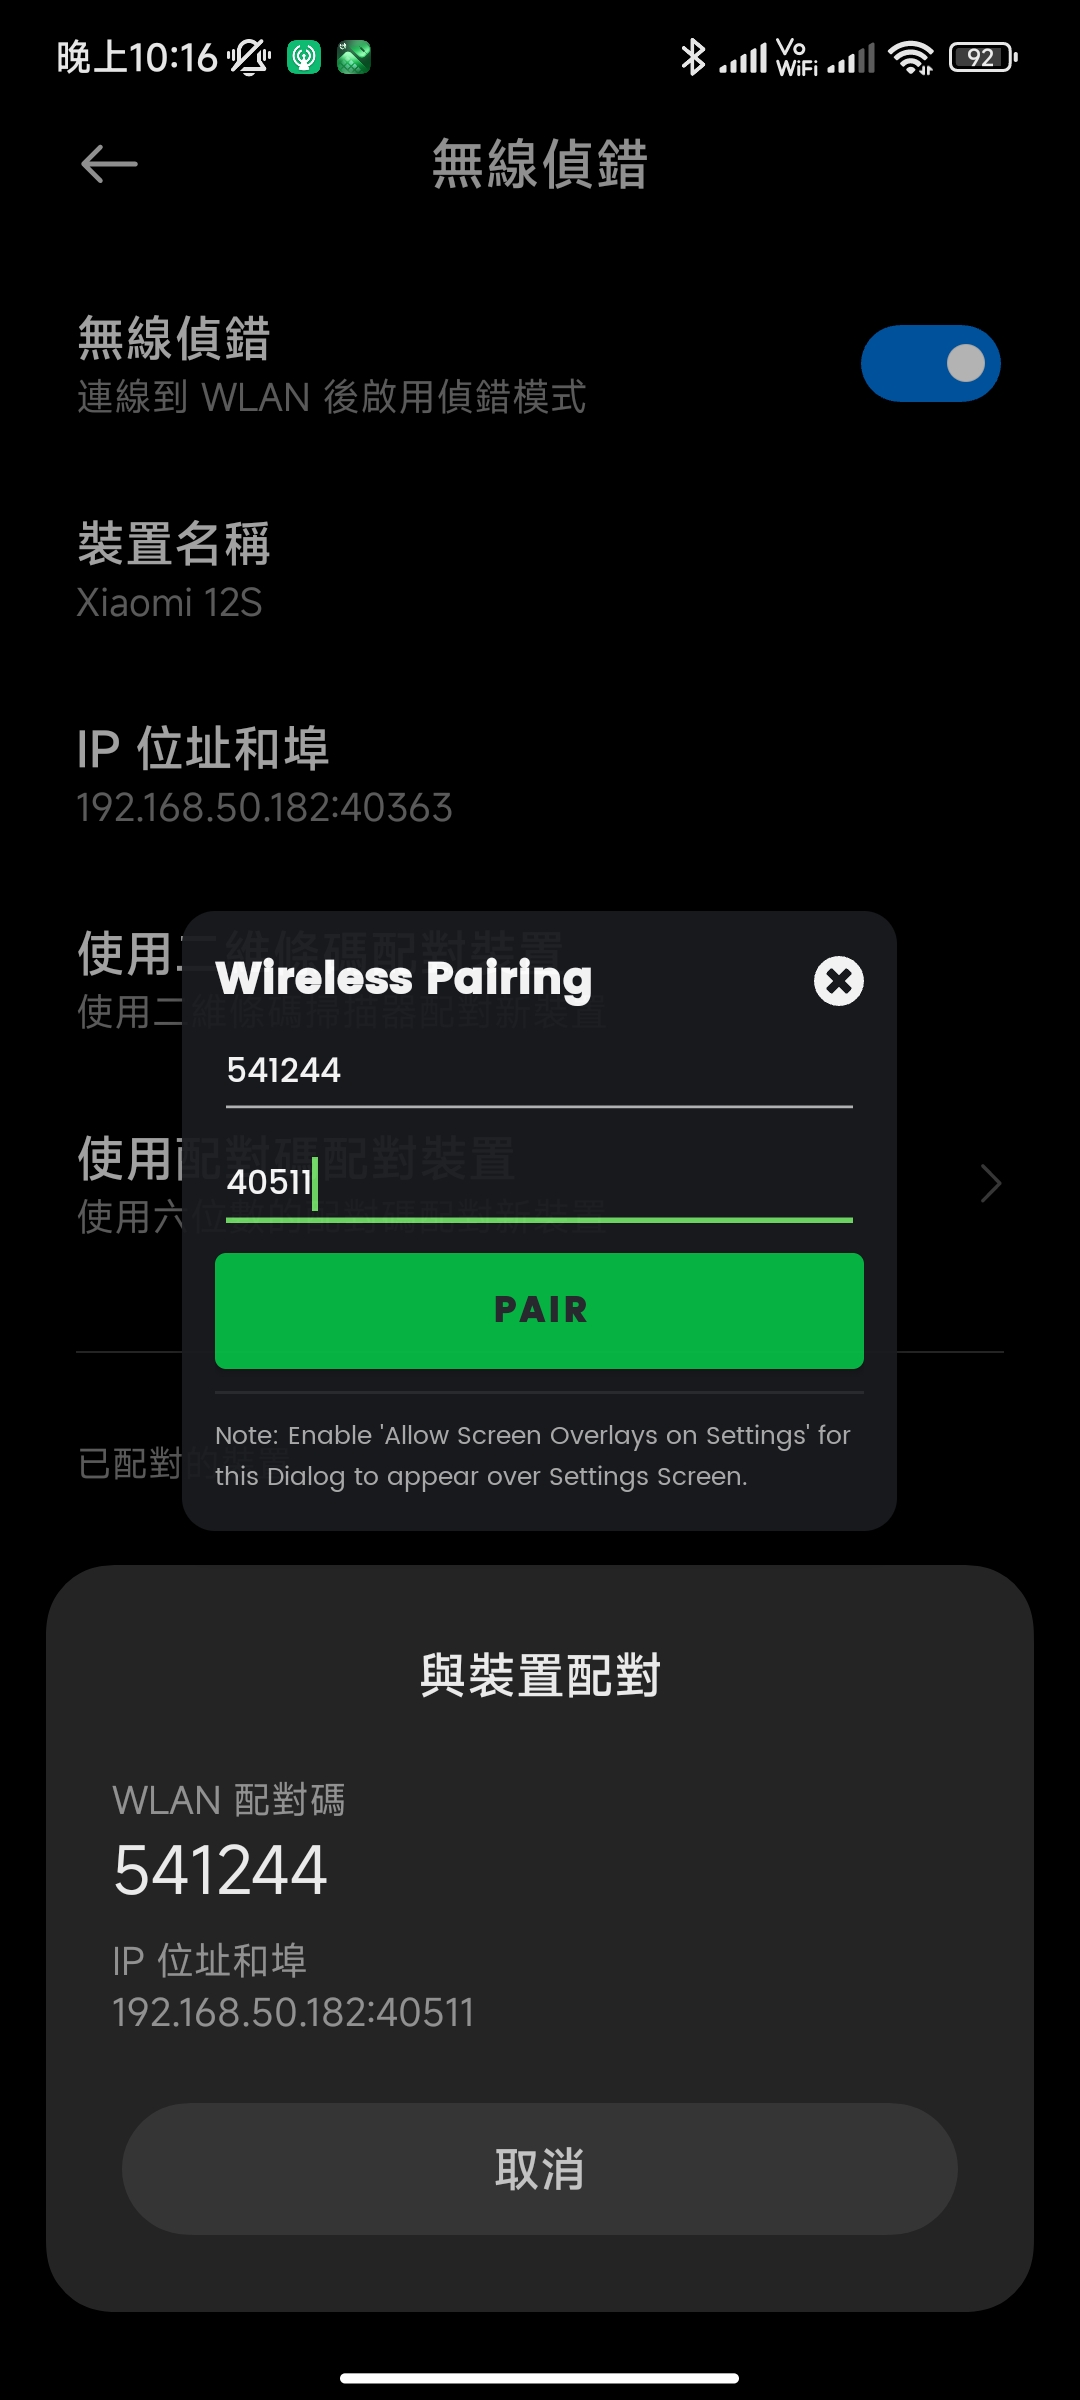 晚上10:16 Vo WiFi 92
無線偵錯
無線偵錯
連線到 WLAN 後啟用偵錯模式
裝置名稱
Xiaomi 12S
IP 位址和埠
192.168.50.182:40363
使用二維條碼配對裝置
使用二維條碼掃描器配對新裝置
Wireless Pairing
541244
使用配對碼配對裝置
40511
使用六位數的配對碼配對新裝置
PAIR
Note: Enable 'Allow Screen Overlays on Settings' for
this Dialog to appear over Settings Screen.
已配對的裝置
與裝置配對
WLAN 配對碼
541244
IP 位址和埠
192.168.50.182:40511
取消